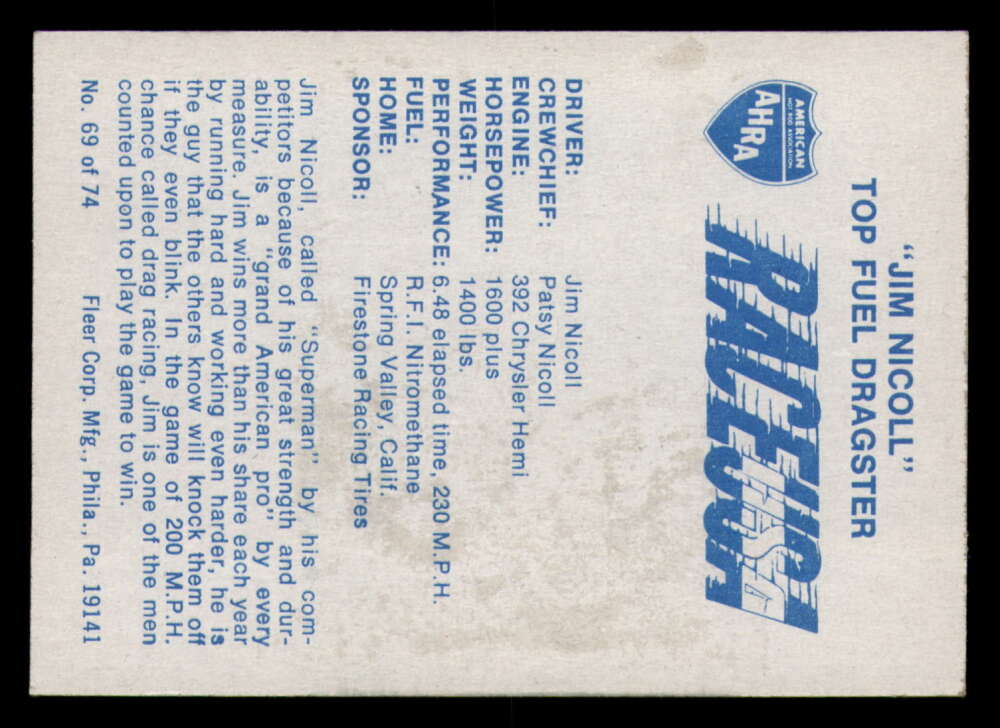 "JIM NICOLL"
TOP FUEL DRAGSTER
AMERICAN
HOT ROD ASSOCIATION
AHRA
RACEWAY
USA
DRIVER: Jim Nicoll
CREWCHIEF: Patsy Nicoll
ENGINE: 392 Chrysler Hemi
HORSEPOWER: 1600 plus
WEIGHT: 1400 lbs.
PERFORMANCE: 6.48 elapsed time, 230 M.P.H.
FUEL: R.F.I. Nitromethane
HOME: Spring Valley, Calif.
SPONSOR: Firestone Racing Tires
Jim Nicoll, called "Superman" by his com-
petitors because of his great strength and dur-
ability, is a "grand American pro" by every
measure. Jim wins more than his share each year
by running hard and working even harder, he is
the guy that the others know will knock them off
if they even blink. In the game of 200 M.P.H.
chance called drag racing, Jim is one of the men
counted upon to play the game to win.
No. 69 of 74 Fleer Corp. Mfg., Phila., Pa. 19141